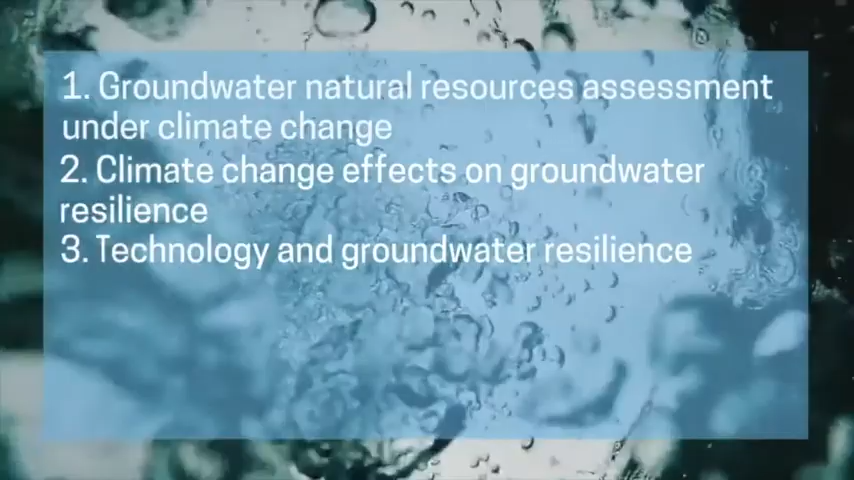 1. Groundwater natural resources assessment
under climate change
2. Climate change effects on groundwater
resilience
3. Technology and groundwater resilience